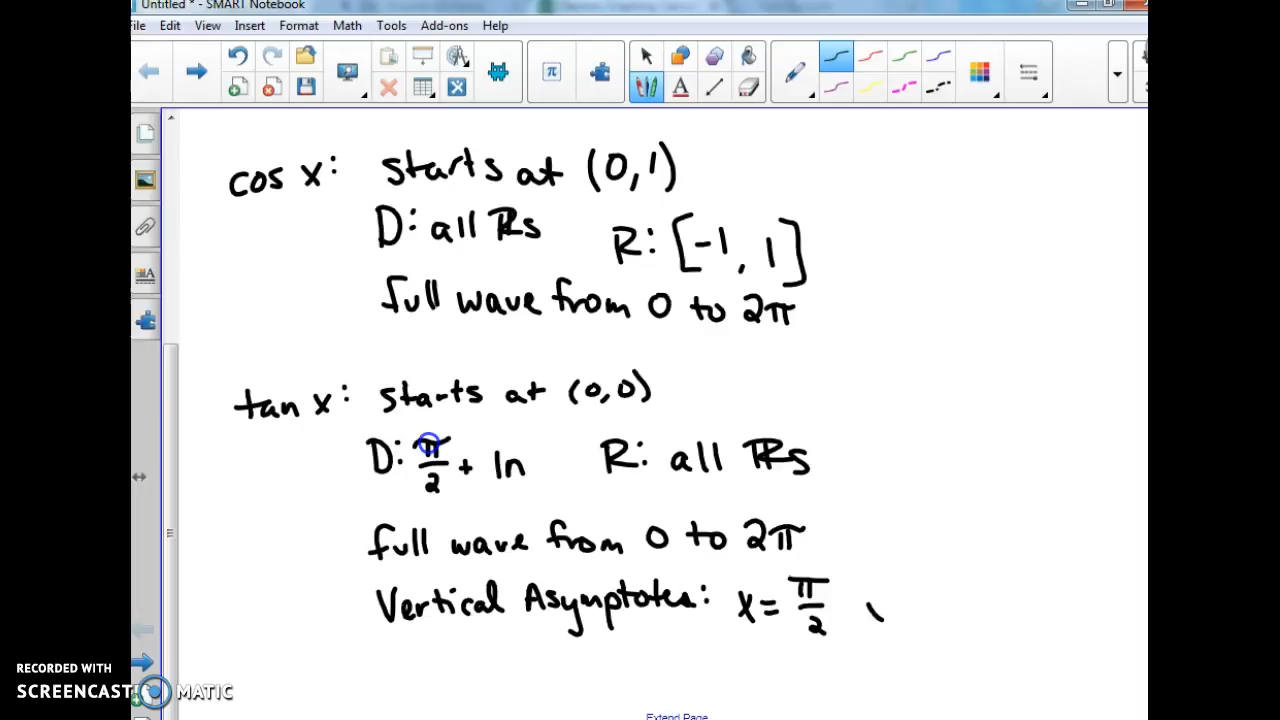 Untitled * - SMART Notebook
File Edit View Insert Format Math Tools Add-ons Help
cos x: starts at (0,1)
D: all ℝs R: [-1, 1]
full wave from 0 to 2π
tan x: starts at (0,0)
D: π/2 + ln R: all ℝs
full wave from 0 to 2π
Vertical Asymptotes: x = π/2
RECORDED WITH
SCREENCAST MATIC
Extend Page